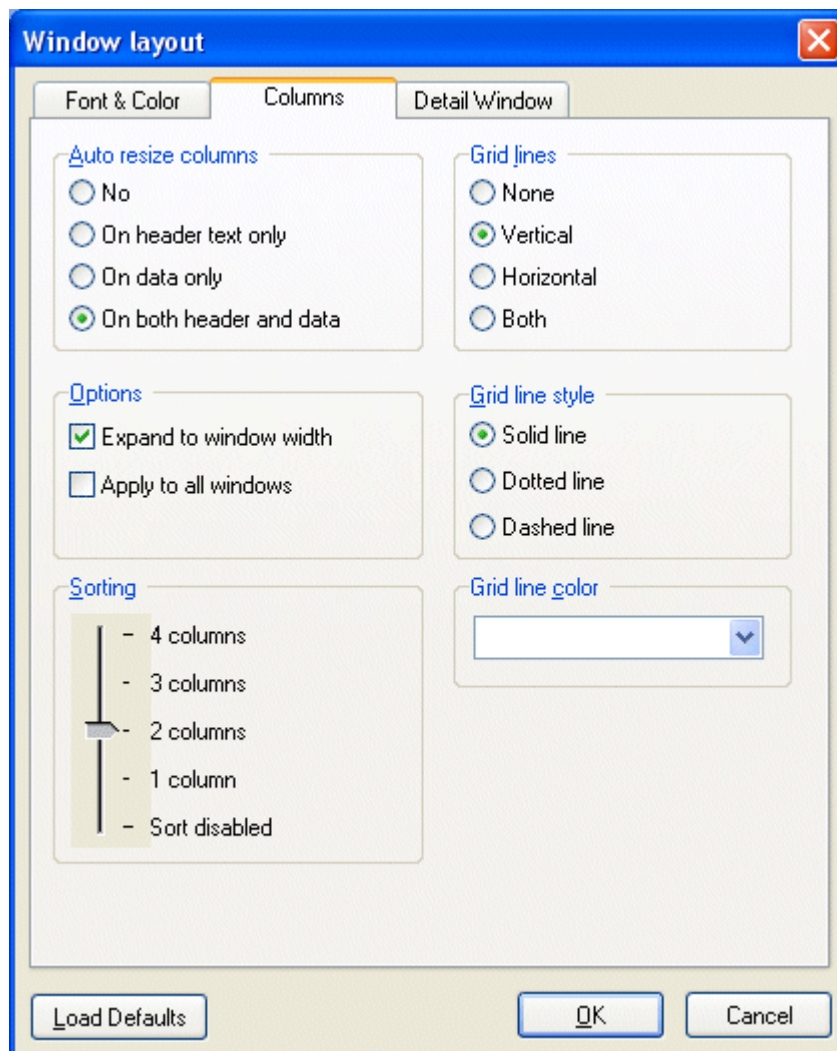 Window layout
Font & Color
Columns
Detail Window
Auto resize columns
No
On header text only
On data only
On both header and data
Grid lines
None
Vertical
Horizontal
Both
Options
Expand to window width
Apply to all windows
Grid line style
Solid line
Dotted line
Dashed line
Sorting
4 columns
3 columns
2 columns
1 column
Sort disabled
Grid line color
Load Defaults
OK
Cancel